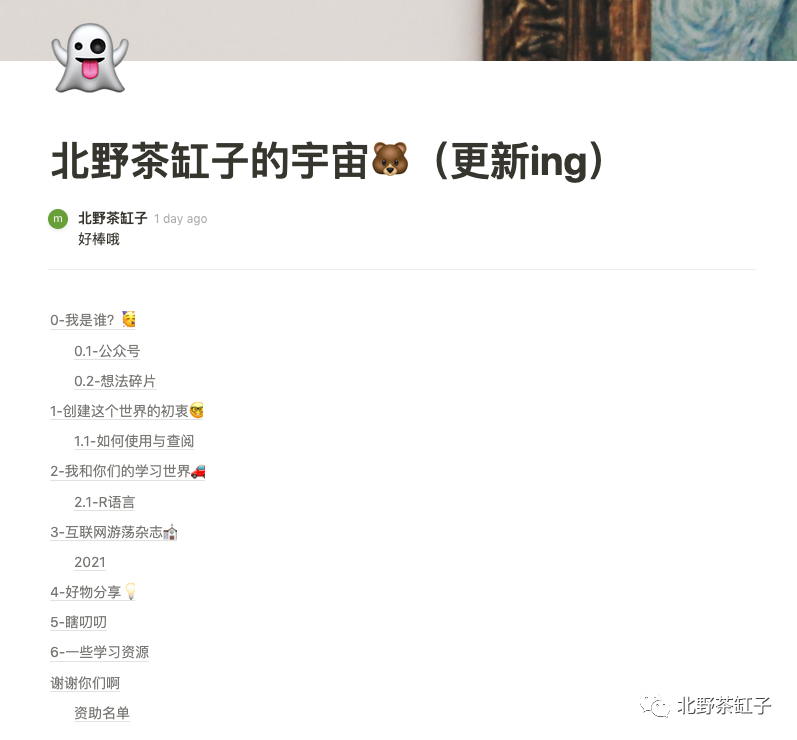 北野茶缸子的宇宙🐻（更新ing）
m 北野茶缸子 1 day ago
好棒哦
0-我是谁？🥳
0.1-公众号
0.2-想法碎片
1-创建这个世界的初衷🤓
1.1-如何使用与查阅
2-我和你们的学习世界🚗
2.1-R语言
3-互联网游荡杂志⛪
2021
4-好物分享💡
5-瞎叨叨
6-一些学习资源
谢谢你们啊
资助名单
北野茶缸子